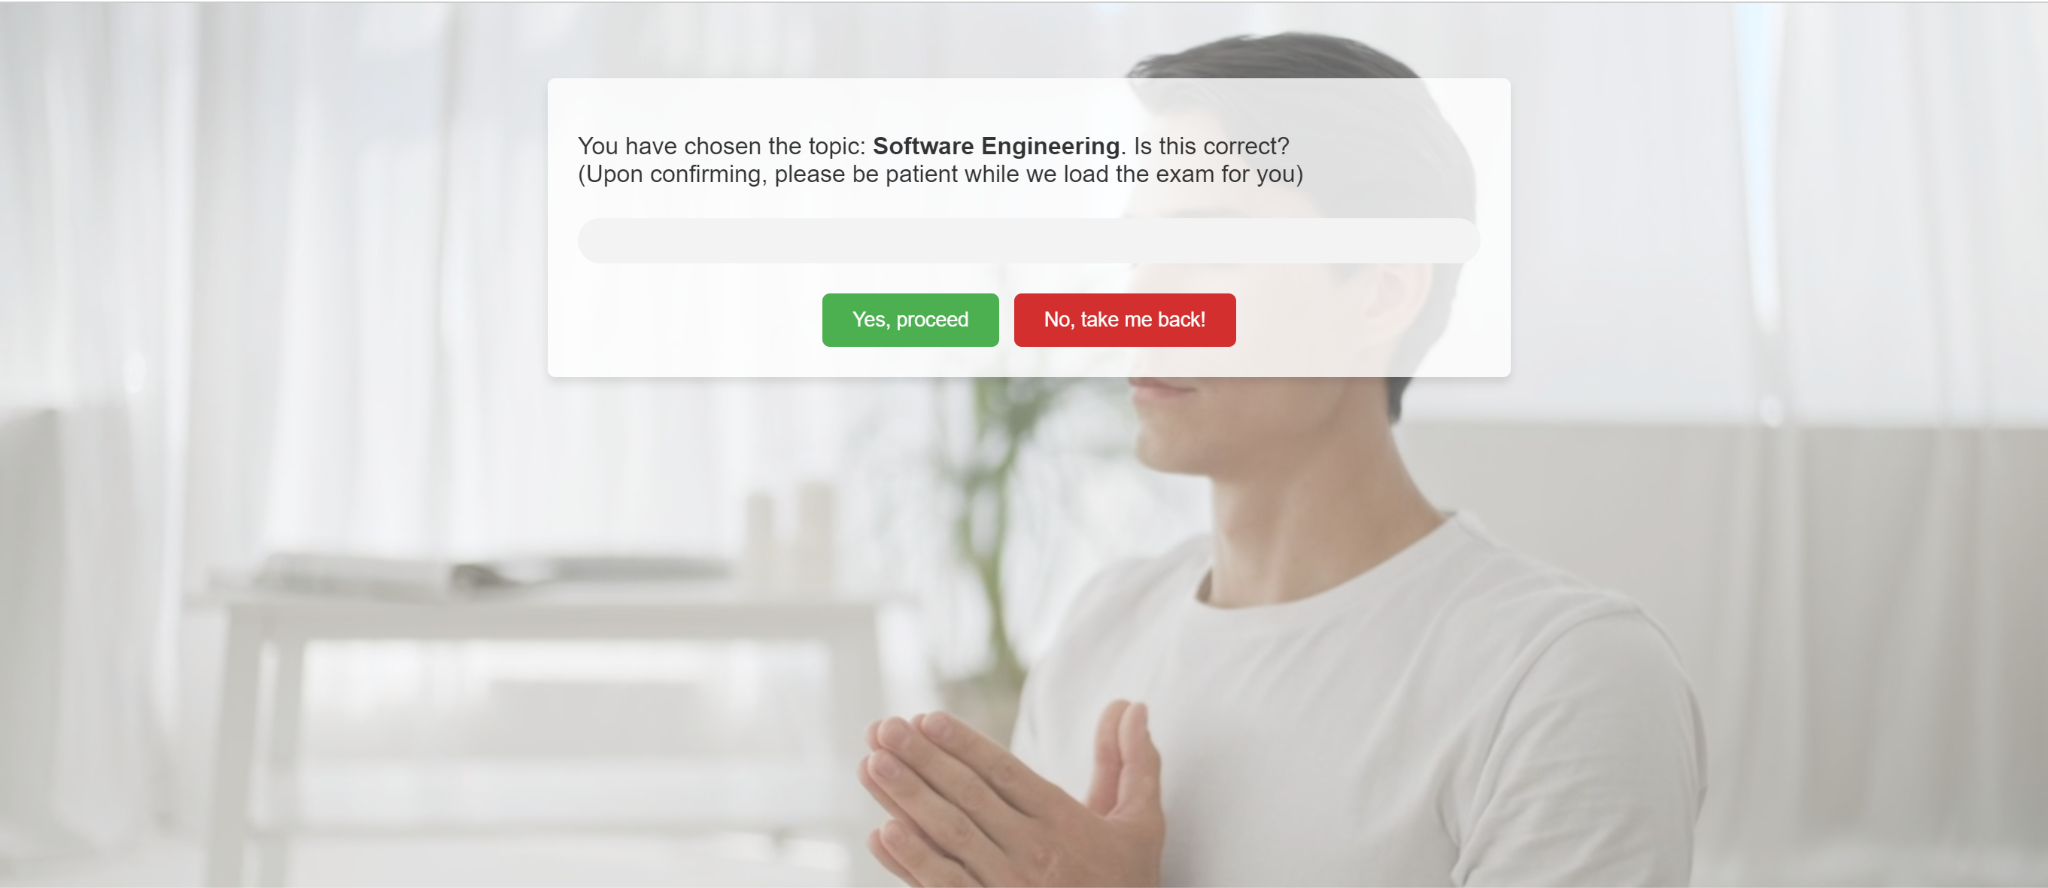 You have chosen the topic: Software Engineering. Is this correct?
(Upon confirming, please be patient while we load the exam for you)
Yes, proceed
No, take me back!